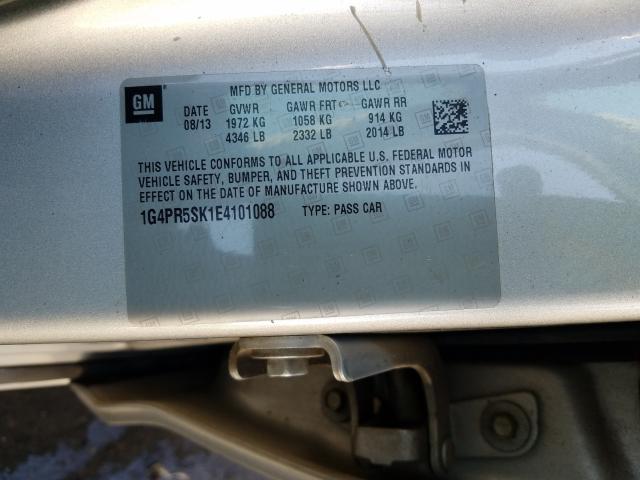 GM
MFD BY GENERAL MOTORS LLC
DATE GVWR GAWR FRT GAWR RR
08/13 1972 KG 1058 KG 914 KG
4346 LB 2332 LB 2014 LB
THIS VEHICLE CONFORMS TO ALL APPLICABLE U.S. FEDERAL MOTOR
VEHICLE SAFETY, BUMPER, AND THEFT PREVENTION STANDARDS IN
EFFECT ON THE DATE OF MANUFACTURE SHOWN ABOVE.
1G4PR5SK1E4101088 TYPE: PASS CAR